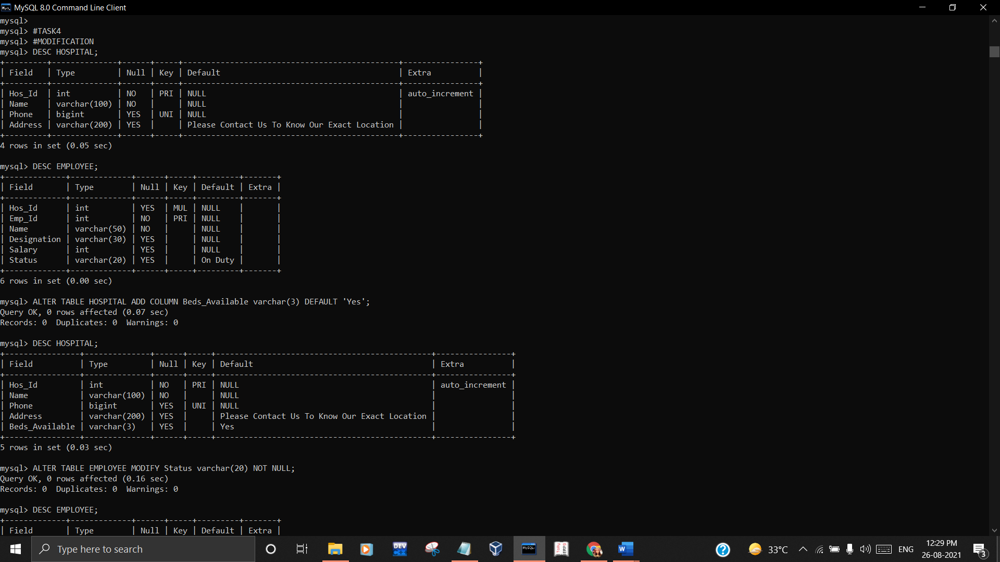 MySQL 8.0 Command Line Client
mysql>
mysql> #TASK4
mysql> #MODIFICATION
mysql> DESC HOSPITAL;
+---------+--------------+------+-----+----------------------------------------------+----------------+
| Field   | Type         | Null | Key | Default                                      | Extra          |
+---------+--------------+------+-----+----------------------------------------------+----------------+
| Hos_Id  | int          | NO   | PRI | NULL                                         | auto_increment |
| Name    | varchar(100) | NO   |     | NULL                                         |                |
| Phone   | bigint       | YES  | UNI | NULL                                         |                |
| Address | varchar(200) | YES  |     | Please Contact Us To Know Our Exact Location |                |
+---------+--------------+------+-----+----------------------------------------------+----------------+
4 rows in set (0.05 sec)
mysql> DESC EMPLOYEE;
+-------------+-------------+------+-----+---------+-------+
| Field       | Type        | Null | Key | Default | Extra |
+-------------+-------------+------+-----+---------+-------+
| Hos_Id      | int         | YES  | MUL | NULL    |       |
| Emp_Id      | int         | NO   | PRI | NULL    |       |
| Name        | varchar(50) | NO   |     | NULL    |       |
| Designation | varchar(30) | YES  |     | NULL    |       |
| Salary      | int         | YES  |     | NULL    |       |
| Status      | varchar(20) | YES  |     | On Duty |       |
+-------------+-------------+------+-----+---------+-------+
6 rows in set (0.00 sec)
mysql> ALTER TABLE HOSPITAL ADD COLUMN Beds_Available varchar(3) DEFAULT 'Yes';
Query OK, 0 rows affected (0.07 sec)
Records: 0  Duplicates: 0  Warnings: 0
mysql> DESC HOSPITAL;
+----------------+--------------+------+-----+----------------------------------------------+----------------+
| Field          | Type         | Null | Key | Default                                      | Extra          |
+----------------+--------------+------+-----+----------------------------------------------+----------------+
| Hos_Id         | int          | NO   | PRI | NULL                                         | auto_increment |
| Name           | varchar(100) | NO   |     | NULL                                         |                |
| Phone          | bigint       | YES  | UNI | NULL                                         |                |
| Address        | varchar(200) | YES  |     | Please Contact Us To Know Our Exact Location |                |
| Beds_Available | varchar(3)   | YES  |     | Yes                                          |                |
+----------------+--------------+------+-----+----------------------------------------------+----------------+
5 rows in set (0.03 sec)
mysql> ALTER TABLE EMPLOYEE MODIFY Status varchar(20) NOT NULL;
Query OK, 0 rows affected (0.16 sec)
Records: 0  Duplicates: 0  Warnings: 0
mysql> DESC EMPLOYEE;
+-------------+-------------+------+-----+---------+-------+
| Field       | Type        | Null | Key | Default | Extra |
Type here to search
DEV
C++
MySQL
Tally
ERP9
W
33°C
ENG
12:29 PM
26-08-2021
3